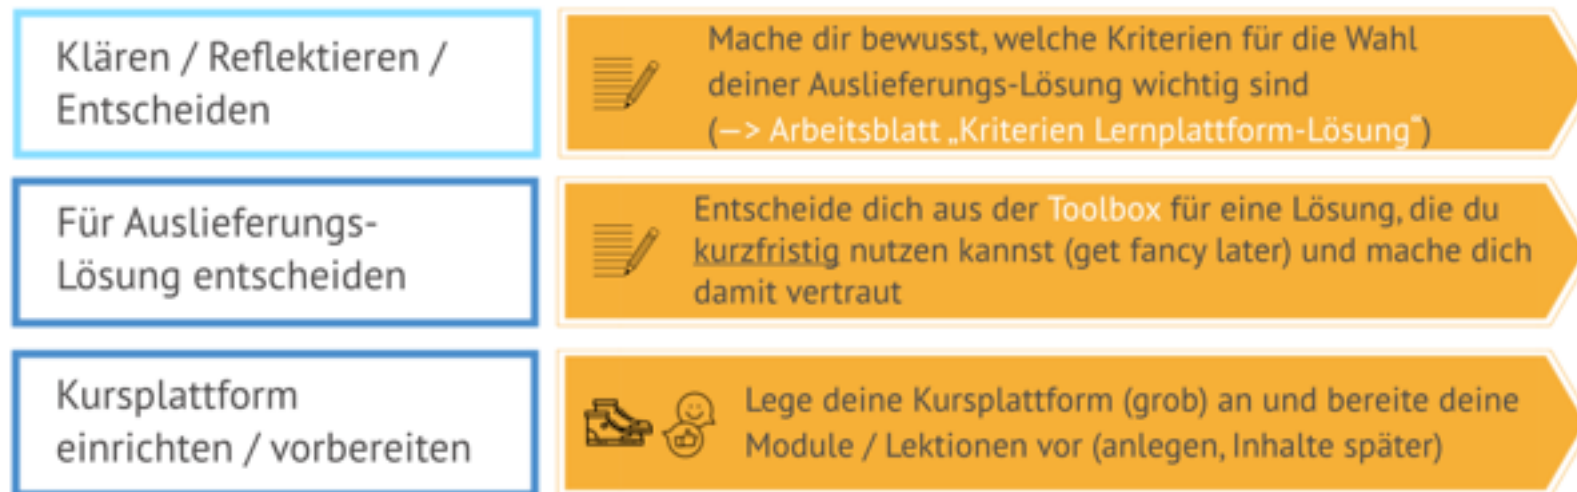 Klären / Reflektieren /
Entscheiden
Mache dir bewusst, welche Kriterien für die Wahl
deiner Auslieferungs-Lösung wichtig sind
(—> Arbeitsblatt „Kriterien Lernplattform-Lösung“)
Für Auslieferungs-
Lösung entscheiden
Entscheide dich aus der Toolbox für eine Lösung, die du
kurzfristig nutzen kannst (get fancy later) und mache dich
damit vertraut
Kursplattform
einrichten / vorbereiten
Lege deine Kursplattform (grob) an und bereite deine
Module / Lektionen vor (anlegen, Inhalte später)